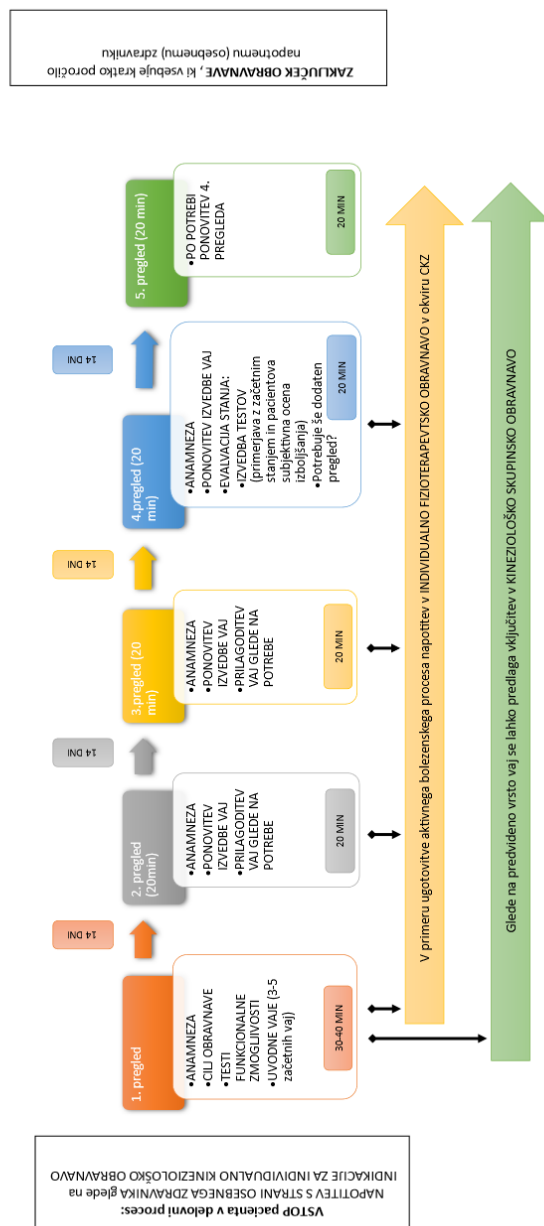 VSTOP pacienta v delovni proces:
NAPOTITEV S STRANI OSEBNEGA ZDRAVNIKA glede na
INDIKACIJE ZA INDIVIDUALNO KINEZIOLOŠKO OBRAVNAVO
1. pregled
•ANAMNEZA
•CILJ OBRAVNAVE
•TESTI
FUNKCIONALNE
ZMOGLJIVOSTI
•UVODNE VAJE (3-5
začetnih vaj)
30-40 MIN
14 DNI
2. pregled
(20min)
•ANAMNEZA
•PONOVITEV
IZVEDBE VAJ
•PRILAGODITEV
VAJ GLEDE NA
POTREBE
20 MIN
14 DNI
3.pregled (20
min)
•ANAMNEZA
•PONOVITEV
IZVEDBE VAJ
•PRILAGODITEV
VAJ GLEDE NA
POTREBE
20 MIN
14 DNI
4.pregled (20
min)
•ANAMNEZA
•PONOVITEV IZVEDBE VAJ
•EVALVACIJA STANJA:
•IZVEDBA TESTOV
(primerjava z začetnim
stanjem in pacientova
subjektivna ocena
izboljšanja)
•Potrebuje še dodaten
pregled?
20 MIN
14 DNI
5. pregled (20 min)
•PO POTREBI
PONOVITEV 4.
PREGLEDA
20 MIN
V primeru ugotovitve aktivnega bolezenskega procesa napotitev v INDIVIDUALNO FIZIOTERAPEVTSKO OBRAVNAVO v okviru CKZ
Glede na predvideno vrsto vaj se lahko predlaga vključitev v KINEZIOLOŠKO SKUPINSKO OBRAVNAVO
ZAKLJUČEK OBRAVNAVE , ki vsebuje kratko poročilo
napotnemu (osebnemu) zdravniku